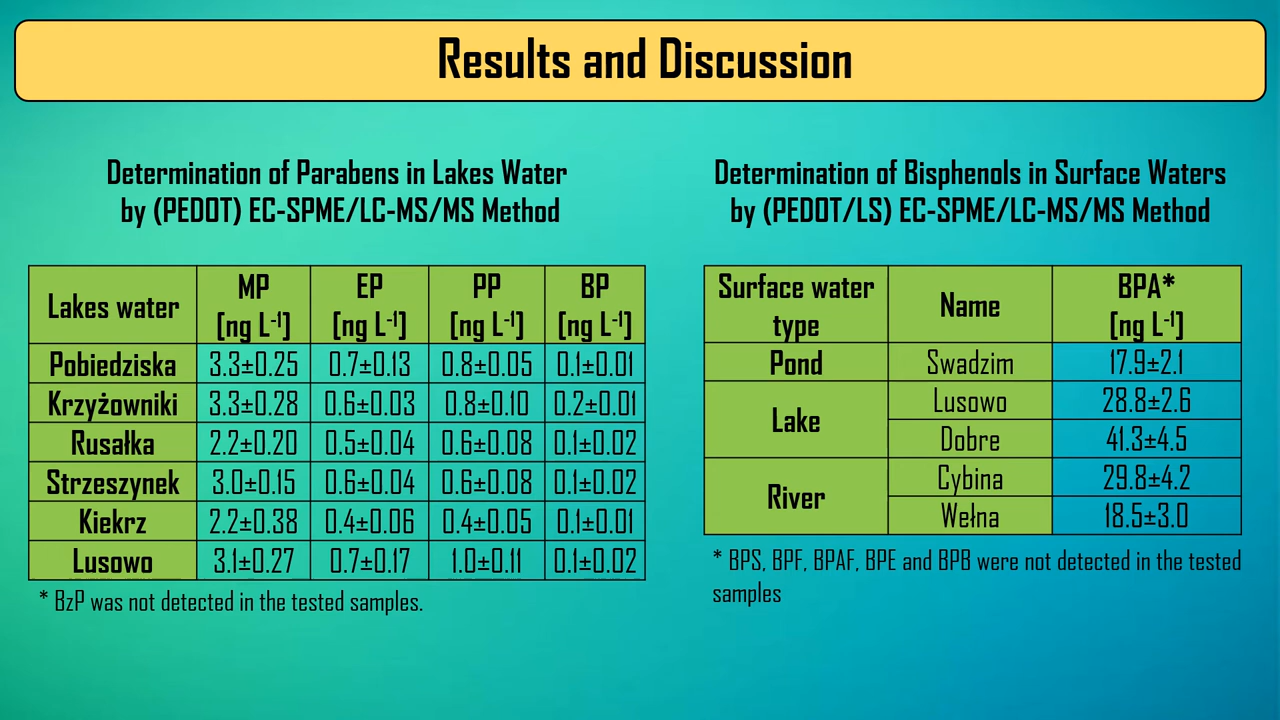 Results and Discussion
Determination of Parabens in Lakes Water
by (PEDOT) EC-SPME/LC-MS/MS Method
Lakes water MP [ng L⁻¹] EP [ng L⁻¹] PP [ng L⁻¹] BP [ng L⁻¹]
Pobiedziska 3.3±0.25 0.7±0.13 0.8±0.05 0.1±0.01
Krzyżowniki 3.3±0.28 0.6±0.03 0.8±0.10 0.2±0.01
Rusałka 2.2±0.20 0.5±0.04 0.6±0.08 0.1±0.02
Strzeszynek 3.0±0.15 0.6±0.04 0.6±0.08 0.1±0.02
Kiekrz 2.2±0.38 0.4±0.06 0.4±0.05 0.1±0.01
Lusowo 3.1±0.27 0.7±0.17 1.0±0.11 0.1±0.02
* BzP was not detected in the tested samples.
Determination of Bisphenols in Surface Waters
by (PEDOT/LS) EC-SPME/LC-MS/MS Method
Surface water type Name BPA* [ng L⁻¹]
Pond Swadzim 17.9±2.1
Lake Lusowo 28.8±2.6
Dobre 41.3±4.5
River Cybina 29.8±4.2
Wełna 18.5±3.0
* BPS, BPF, BPAF, BPE and BPB were not detected in the tested
samples